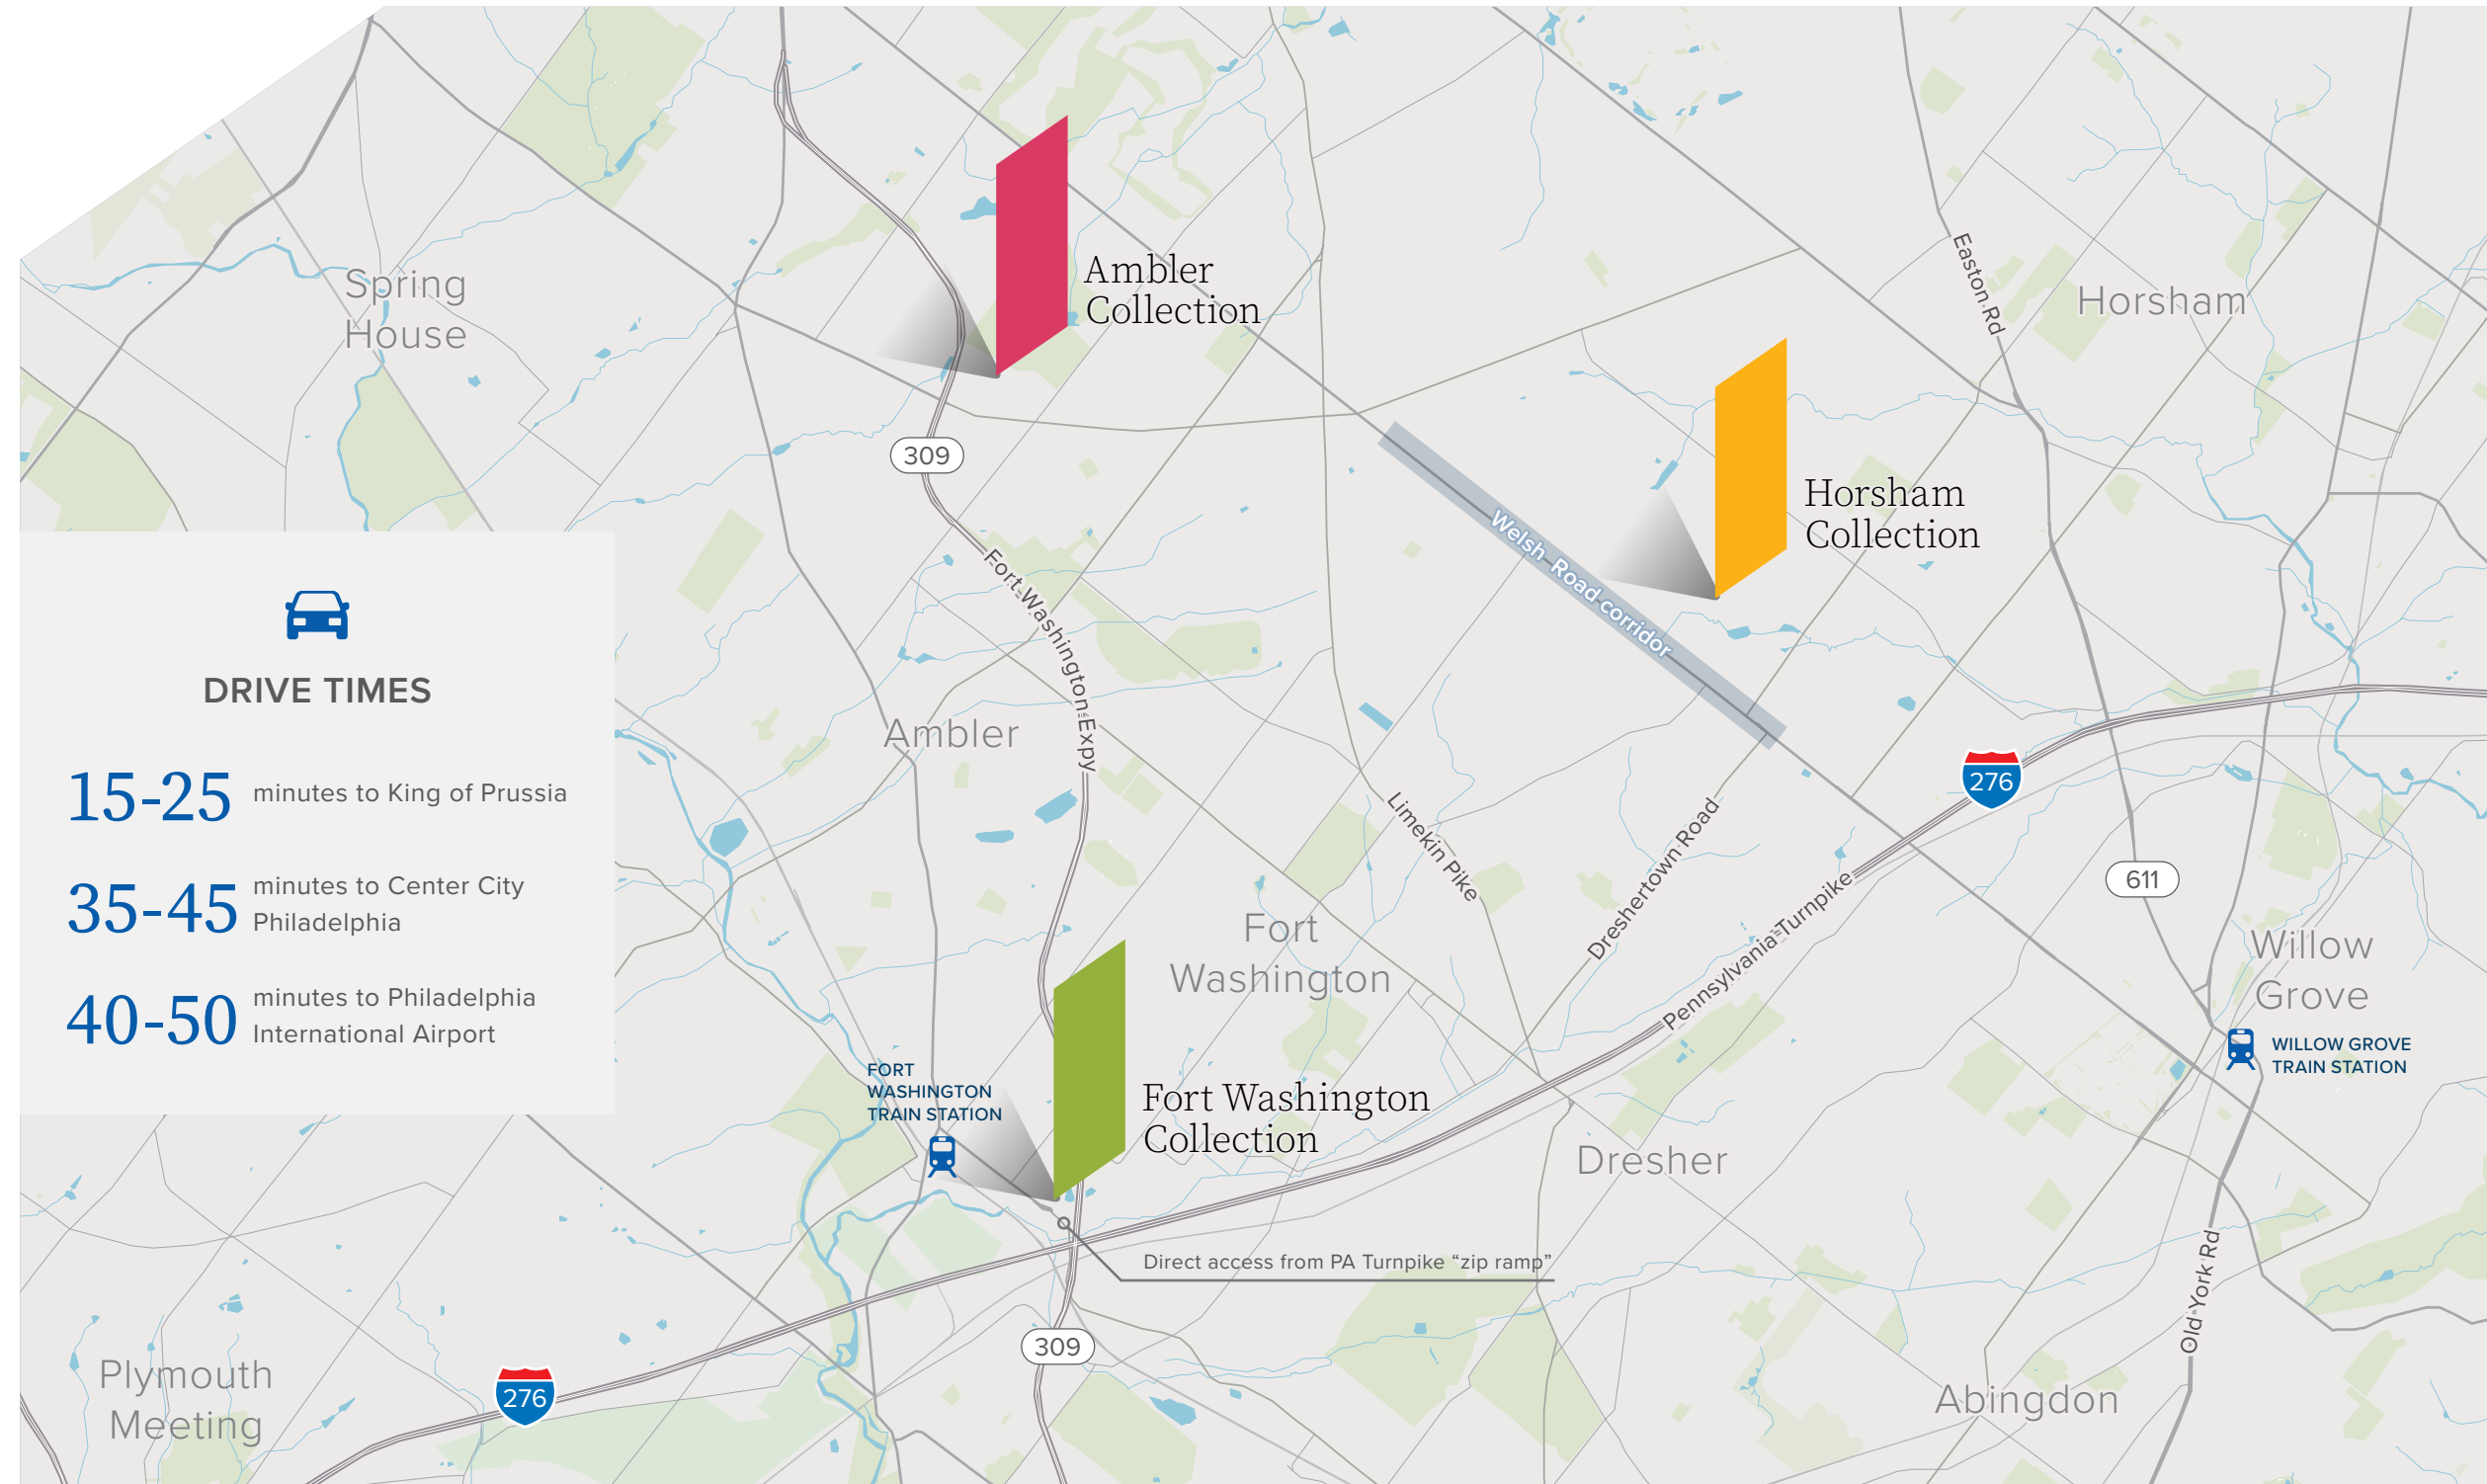 Spring
House
Ambler
Collection
Easton Rd
Horsham
309
Horsham
Collection
Welsh Road corridor
Fort Washington Expy
DRIVE TIMES
15-25 minutes to King of Prussia
35-45 minutes to Center City
Philadelphia
40-50 minutes to Philadelphia
International Airport
Ambler
276
Limekin Pike
Dreshertown Road
Pennsylvania Turnpike
611
Fort
Washington
Willow
Grove
WILLOW GROVE
TRAIN STATION
FORT
WASHINGTON
TRAIN STATION
Fort Washington
Collection
Dresher
Direct access from PA Turnpike “zip ramp”
Old York Rd
309
Plymouth
Meeting
276
Abingdon